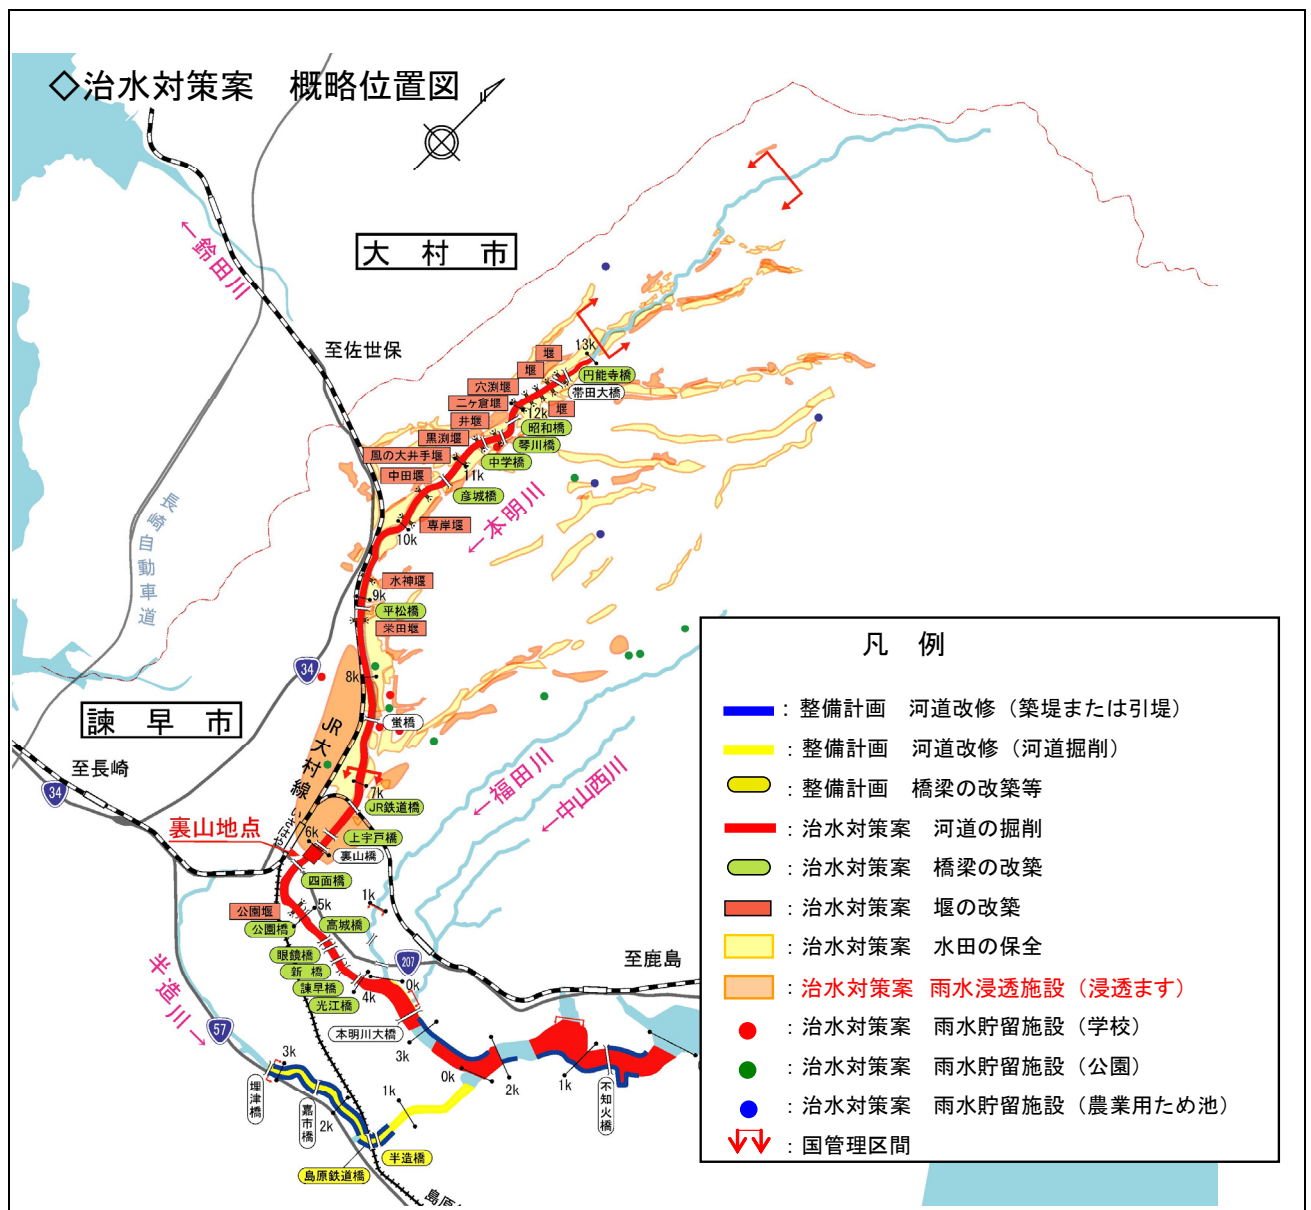 ◇治水対策案　概略位置図
大村市
←鈴田川
至佐世保
13k
堰
堰
円能寺橋
穴渕堰
帯田大橋
二ヶ倉堰
堰
12k
井堰
昭和橋
黒渕堰
琴川橋
風の大井手堰
中学橋
11k
中田堰
彦城橋
←本明川
専岸堰
10k
長崎自動車道
水神堰
9k
平松橋
栄田堰
34
8k
諫早市
蛍橋
JR大村線
至長崎
34
7k
JR鉄道橋
←福田川
←中山西川
いさはや
6k
上宇戸橋
裏山地点
裏山橋
四面橋
1k
5k
公園堰
公園橋
高城橋
眼鏡橋
新橋
207
至鹿島
諫早橋
0k
4k
光江橋
半造川→
57
本明川大橋
3k
3k
0k
2k
1k
不知火橋
埋津橋
嘉市橋
2k
1k
半造橋
島原鉄道橋
島原
凡　例
：整備計画　河道改修（築堤または引堤）
：整備計画　河道改修（河道掘削）
：整備計画　橋梁の改築等
：治水対策案　河道の掘削
：治水対策案　橋梁の改築
：治水対策案　堰の改築
：治水対策案　水田の保全
：治水対策案　雨水浸透施設（浸透ます）
：治水対策案　雨水貯留施設（学校）
：治水対策案　雨水貯留施設（公園）
：治水対策案　雨水貯留施設（農業用ため池）
：国管理区間